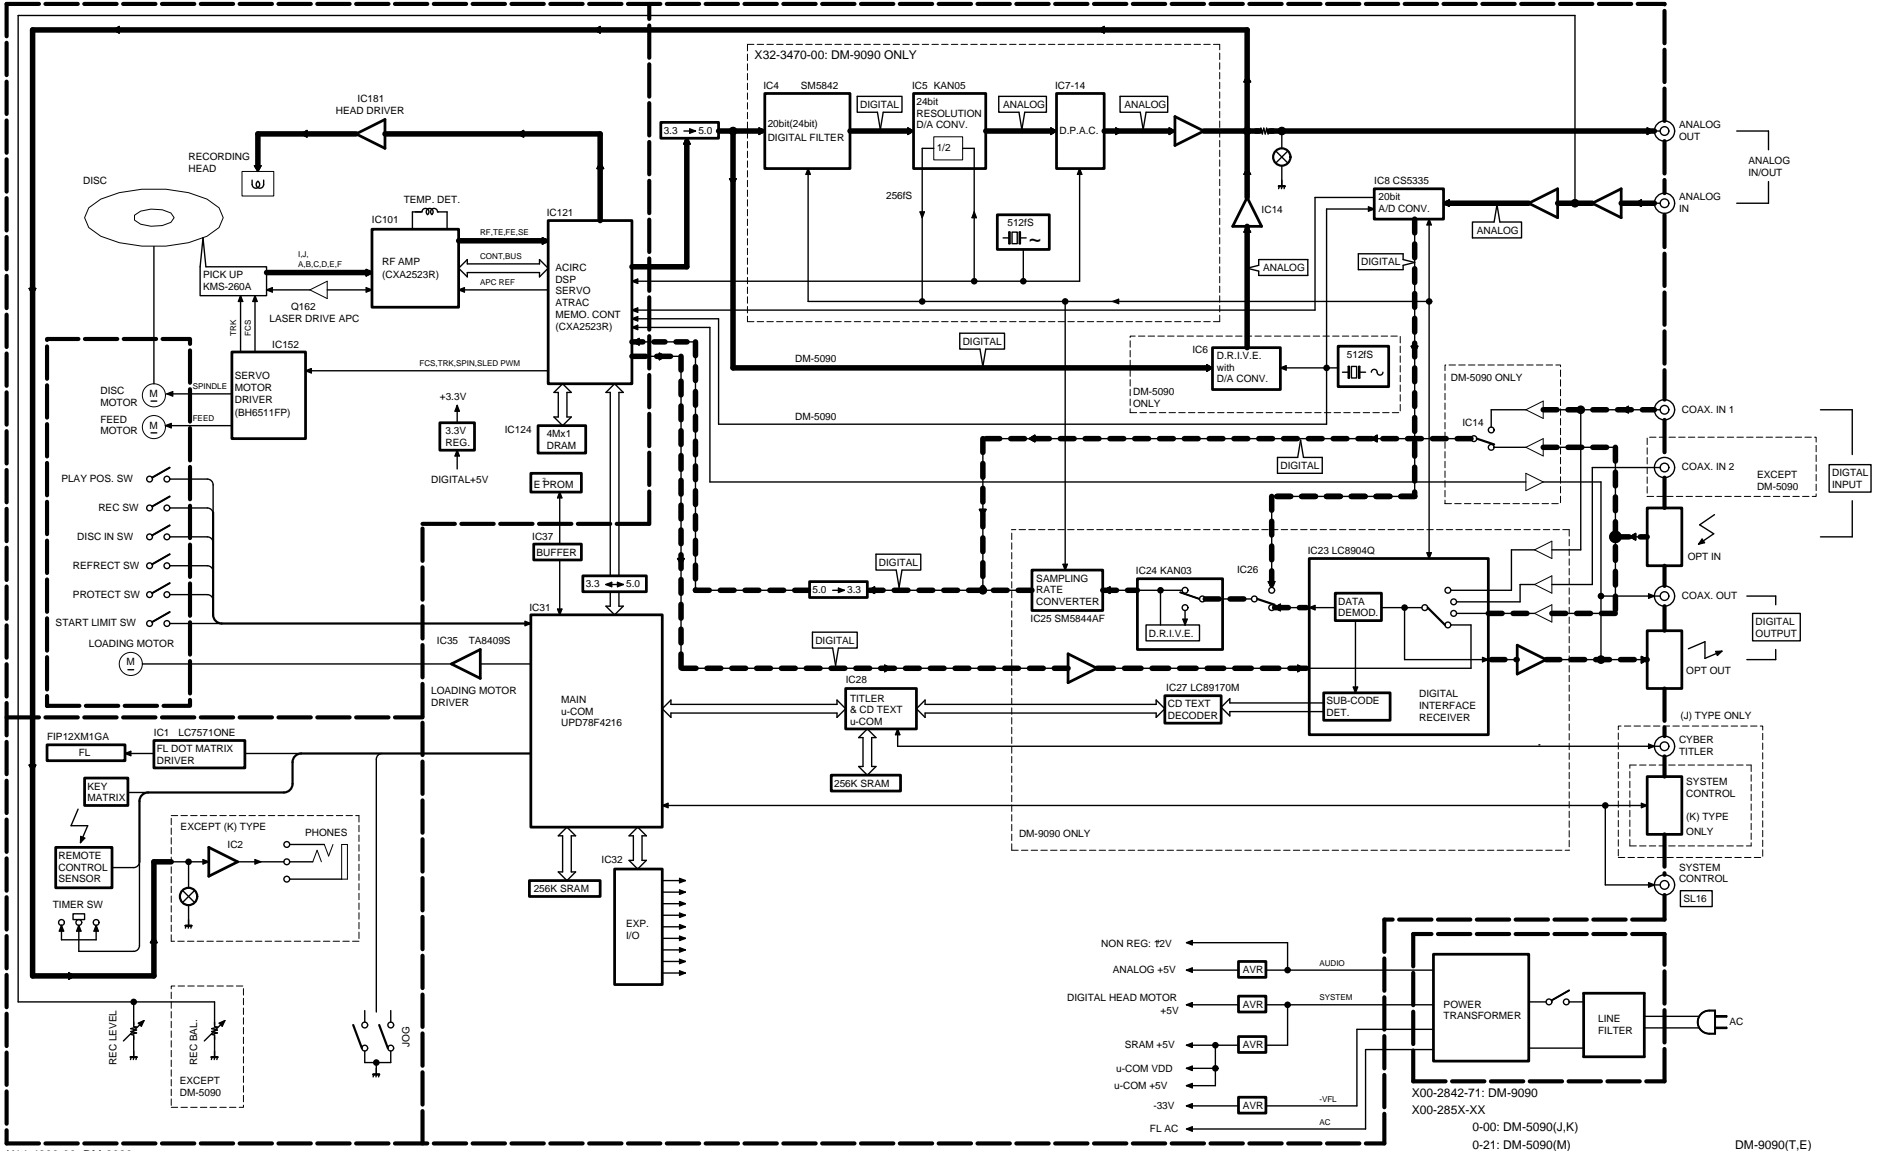 X32-3470-00: DM-9090 ONLY
IC4 SM5842
20bit(24bit)
DIGITAL FILTER
DIGITAL
IC5 KAN05
24bit
RESOLUTION
D/A CONV.
1/2
ANALOG
IC7-14
D.P.A.C.
ANALOG
256fS
512fS
ANALOG
OUT
ANALOG
IN/OUT
ANALOG
IN
IC8 CS5335
20bit
A/D CONV.
ANALOG
DIGITAL
IC14
ANALOG
IC181
HEAD DRIVER
RECORDING
HEAD
3.3 → 5.0
DISC
TEMP. DET.
IC101
RF AMP
(CXA2523R)
I,J,
A,B,C,D,E,F
RF,TE,FE,SE
CONT,BUS
APC REF
IC121
ACIRC
DSP
SERVO
ATRAC
MEMO. CONT
(CXA2523R)
PICK UP
KMS-260A
Q162
LASER DRIVE APC
TRK
FCS
IC152
SERVO
MOTOR
DRIVER
(BH6511FP)
FCS,TRK,SPIN,SLED PWM
DISC
MOTOR
M
SPINDLE
FEED
MOTOR
M
FEED
+3.3V
3.3V
REG.
DIGITAL+5V
IC124
4Mx1
DRAM
DM-5090
DIGITAL
IC6
D.R.I.V.E.
with
D/A CONV.
512fS
DM-5090
ONLY
DM-5090
DM-5090 ONLY
IC14
DIGITAL
COAX. IN 1
COAX. IN 2
EXCEPT
DM-5090
DIGTAL
INPUT
OPT IN
COAX. OUT
DIGITAL
OUTPUT
OPT OUT
PLAY POS. SW
REC SW
DISC IN SW
REFRECT SW
PROTECT SW
START LIMIT SW
LOADING MOTOR
M
E²PROM
IC37
BUFFER
3.3 ↔ 5.0
IC31
MAIN
u-COM
UPD78F4216
IC35 TA8409S
LOADING MOTOR
DRIVER
5.0 → 3.3
DIGITAL
SAMPLING
RATE
CONVERTER
IC25 SM5844AF
IC24 KAN03
D.R.I.V.E.
IC26
IC23 LC8904Q
DATA
DEMOD.
SUB-CODE
DET.
DIGITAL
INTERFACE
RECEIVER
DIGITAL
IC28
TITLER
& CD TEXT
u-COM
IC27 LC89170M
CD TEXT
DECODER
256K SRAM
DM-9090 ONLY
(J) TYPE ONLY
CYBER
TITLER
SYSTEM
CONTROL
(K) TYPE
ONLY
SYSTEM
CONTROL
SL16
FIP12XM1GA
FL
IC1 LC7571ONE
FL DOT MATRIX
DRIVER
KEY
MATRIX
REMOTE
CONTROL
SENSOR
TIMER SW
EXCEPT (K) TYPE
PHONES
IC2
256K SRAM
IC32
EXP.
I/O
REC LEVEL
REC BAL.
EXCEPT
DM-5090
JOG
NON REG: 12V
ANALOG +5V
AVR
AUDIO
DIGITAL HEAD MOTOR
+5V
AVR
SYSTEM
SRAM +5V
AVR
u-COM VDD
u-COM +5V
-33V
AVR
-VFL
FL AC
AC
POWER
TRANSFORMER
LINE
FILTER
AC
X00-2842-71: DM-9090
X00-285X-XX
0-00: DM-5090(J,K)
0-21: DM-5090(M)
DM-9090(T,E)